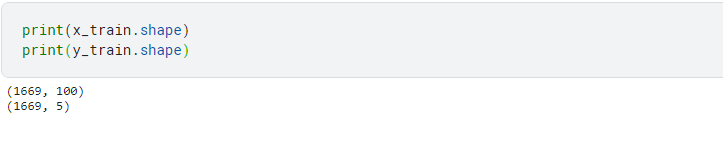 print(x_train.shape)
print(y_train.shape)
(1669, 100)
(1669, 5)